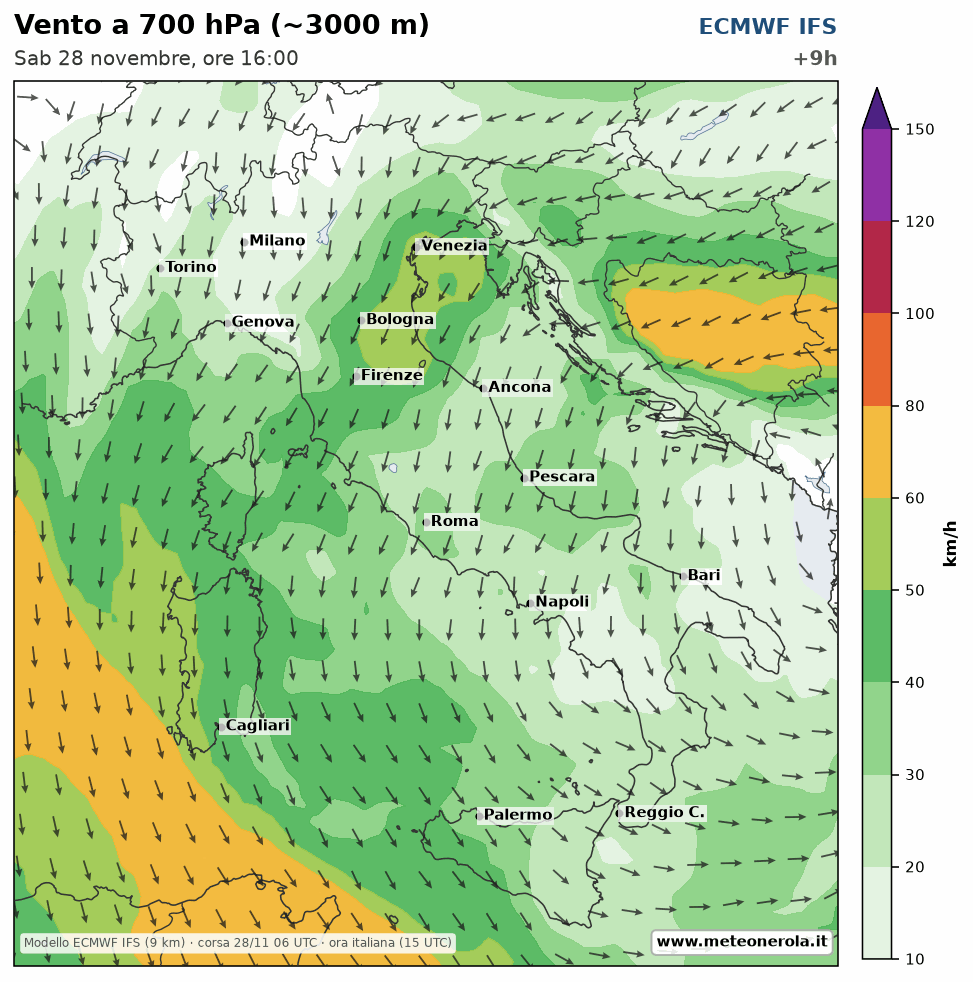 Vento a 700 hPa (~3000 m)
ECMWF IFS
Sab 28 novembre, ore 16:00
+9h
150
120
100
80
60
50
40
30
20
10
km/h
Milano
Venezia
Torino
Genova
Bologna
Firenze
Ancona
Pescara
Roma
Bari
Napoli
Cagliari
Palermo
Reggio C.
Modello ECMWF IFS (9 km) · corsa 28/11 06 UTC · ora italiana (15 UTC)
www.meteonerola.it